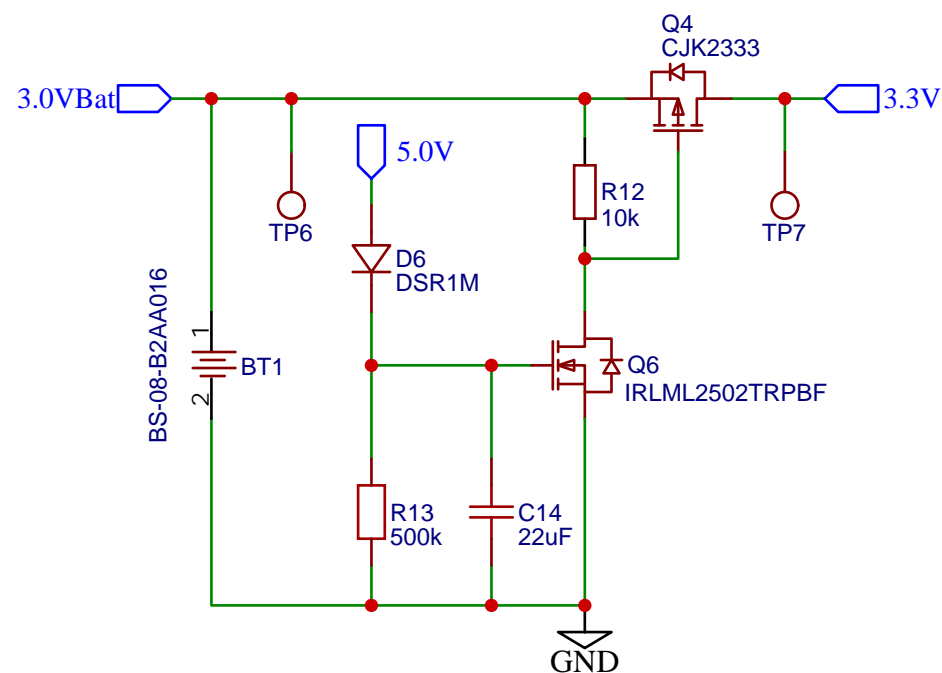 Q4
CJK2333
3.0VBat
3.3V
5.0V
R12
10k
TP6
TP7
D6
DSR1M
BS-08-B2AA016
1
BT1
2
Q6
IRLML2502TRPBF
R13
500k
C14
22uF
GND